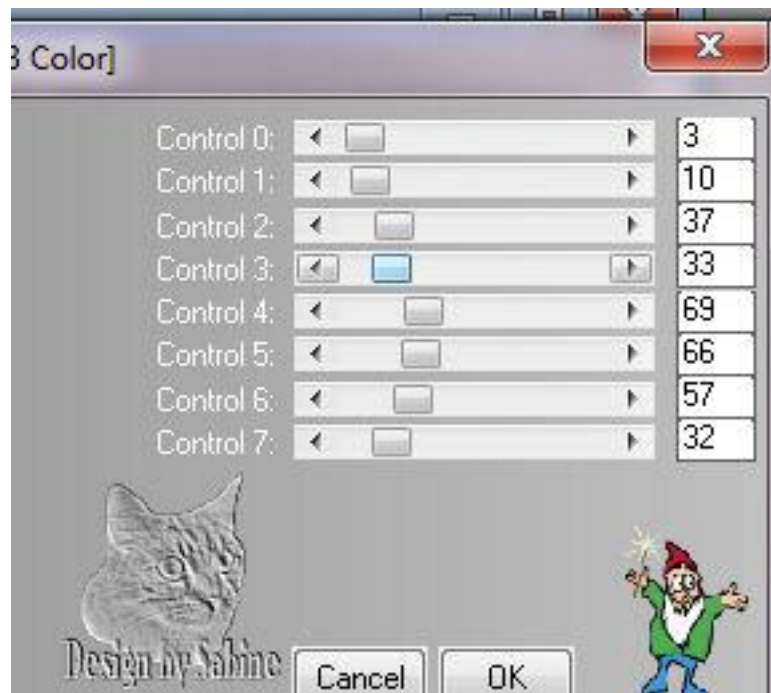 3 Color]
Control 0: 3
Control 1: 10
Control 2: 37
Control 3: 33
Control 4: 69
Control 5: 66
Control 6: 57
Control 7: 32
Design by Sabine
Cancel OK